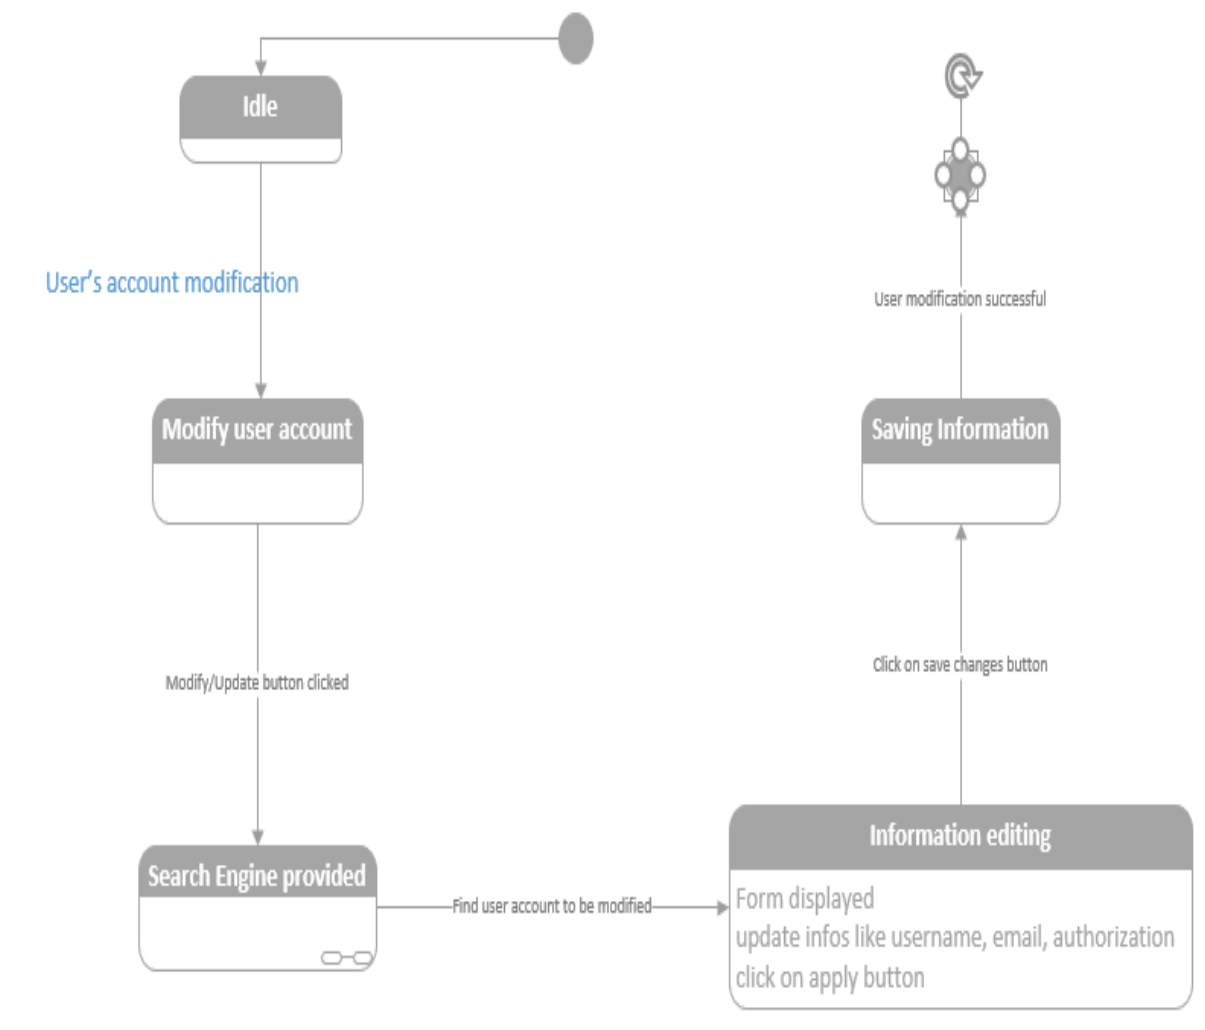 Idle
User's account modification
Modify user account
Modify/Update button clicked
Search Engine provided
Find user account to be modified
Information editing
Form displayed
update infos like username, email, authorization
click on apply button
Click on save changes button
Saving Information
User modification successful